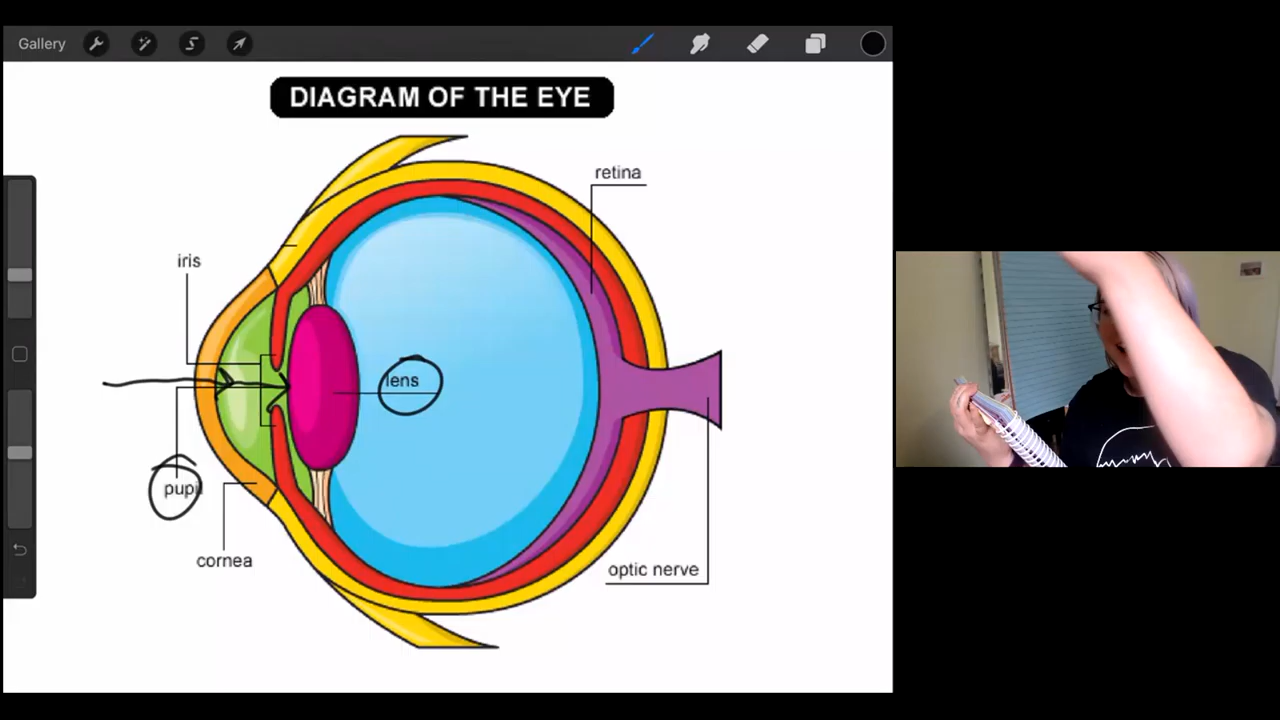 Gallery
DIAGRAM OF THE EYE
retina
iris
lens
pupil
cornea
optic nerve